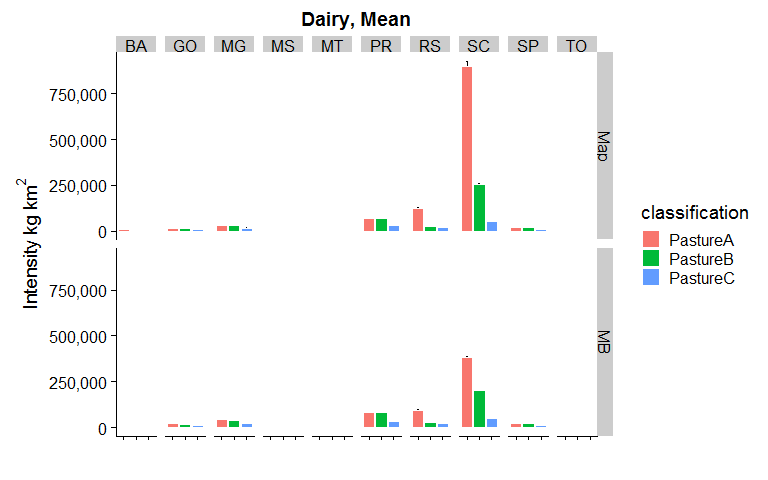 Dairy, Mean
BA GO MG MS MT PR RS SC SP TO
Intensity kg km²
750,000
500,000
250,000
0
Map
750,000
500,000
250,000
0
MB
classification
PastureA
PastureB
PastureC